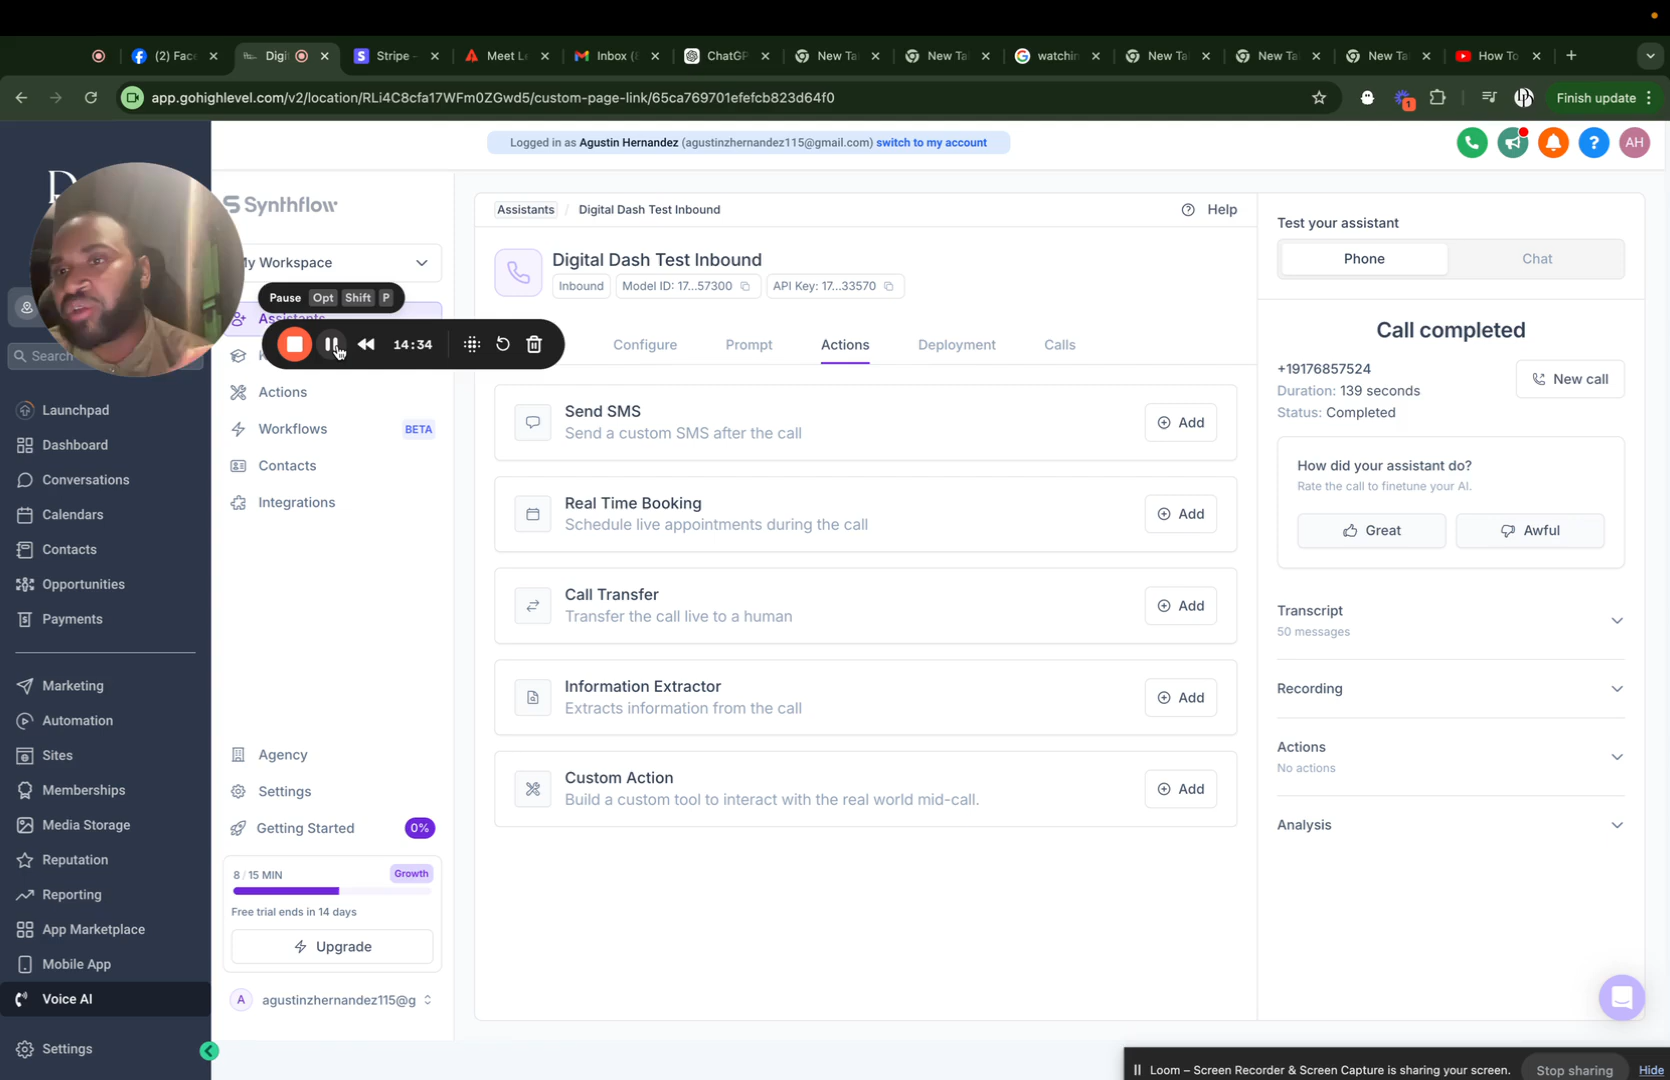 (2) Face
Digi
Stripe -
Meet Le
Inbox (8
ChatGP
New Ta
New Ta
watchin
New Ta
New Ta
New Ta
How To
app.gohighlevel.com/v2/location/RLi4C8cfa17WFm0ZGwd5/custom-page-link/65ca769701efefcb823d64f0
1
Finish update
Logged in as Agustin Hernandez (agustinzhernandez115@gmail.com) switch to my account
AH
Search
Launchpad
Dashboard
Conversations
Calendars
Contacts
Opportunities
Payments
Marketing
Automation
Sites
Memberships
Media Storage
Reputation
Reporting
App Marketplace
Mobile App
Voice AI
Settings
Synthflow
My Workspace
Pause Opt Shift P
Assistants
14:34
Actions
Workflows BETA
Contacts
Integrations
Agency
Settings
Getting Started 0%
8 / 15 MIN Growth
Free trial ends in 14 days
Upgrade
A agustinzhernandez115@g
Assistants / Digital Dash Test Inbound
Help
Digital Dash Test Inbound
Inbound Model ID: 17...57300 API Key: 17...33570
Configure Prompt Actions Deployment Calls
Send SMS
Send a custom SMS after the call
Add
Real Time Booking
Schedule live appointments during the call
Add
Call Transfer
Transfer the call live to a human
Add
Information Extractor
Extracts information from the call
Add
Custom Action
Build a custom tool to interact with the real world mid-call.
Add
Test your assistant
Phone Chat
Call completed
+19176857524
Duration: 139 seconds
Status: Completed
New call
How did your assistant do?
Rate the call to finetune your AI.
Great Awful
Transcript
50 messages
Recording
Actions
No actions
Analysis
Loom – Screen Recorder & Screen Capture is sharing your screen. Stop sharing Hide